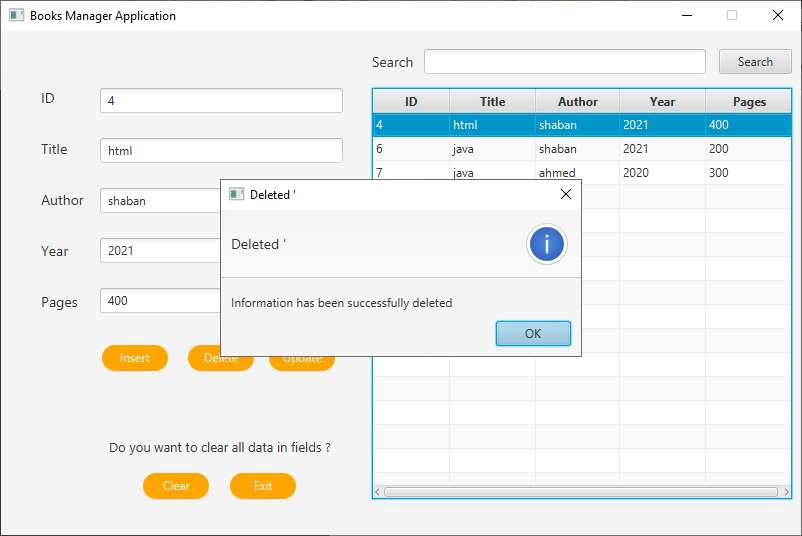 Books Manager Application
Search
Search
ID 4
Title html
Author shaban
Year 2021
Pages 400
ID Title Author Year Pages
4 html shaban 2021 400
6 java shaban 2021 200
7 java ahmed 2020 300
Deleted '
Deleted '
Information has been successfully deleted
OK
Insert Delete Update
Do you want to clear all data in fields ?
Clear Exit